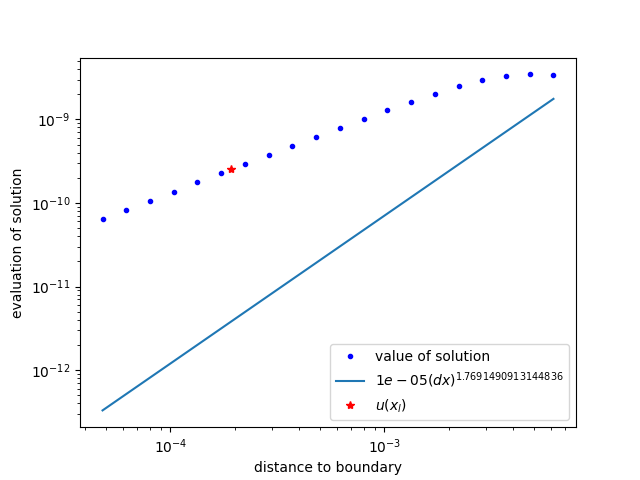 10⁻⁹
10⁻¹⁰
10⁻¹¹
10⁻¹²
evaluation of solution
value of solution
1e − 05(dx)^1.7691490913144836
u(x_l)
10⁻⁴
10⁻³
distance to boundary